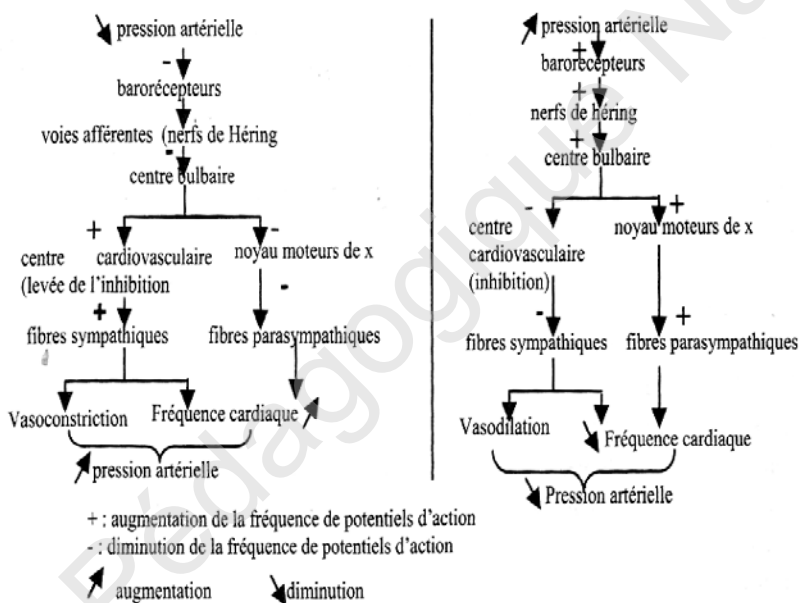 pression artérielle
-
barorécepteurs
voies afférentes (nerfs de Héring
-
centre bulbaire
+ -
centre cardiovasculaire noyau moteurs de x
(levée de l'inhibition
+ -
fibres sympathiques fibres parasympathiques
Vasoconstriction Fréquence cardiaque
pression artérielle
pression artérielle
+
barorécepteurs
+
nerfs de héring
+
centre bulbaire
- +
centre noyau moteurs de x
cardiovasculaire
(inhibition)
- +
fibres sympathiques fibres parasympathiques
Vasodilation Fréquence cardiaque
Pression artérielle
+ : augmentation de la fréquence de potentiels d'action
- : diminution de la fréquence de potentiels d'action
augmentation diminution
Pédagogique Na